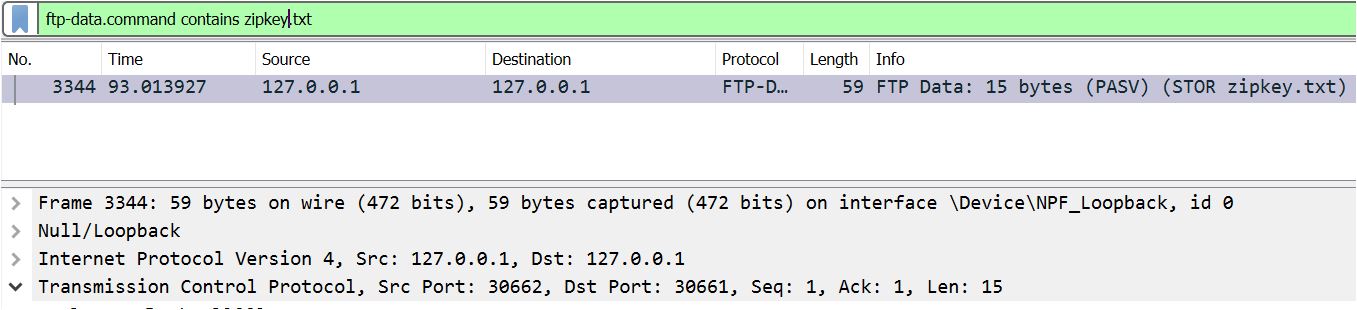 ftp-data.command contains zipkey.txt
No. Time Source Destination Protocol Length Info
3344 93.013927 127.0.0.1 127.0.0.1 FTP-D… 59 FTP Data: 15 bytes (PASV) (STOR zipkey.txt)
Frame 3344: 59 bytes on wire (472 bits), 59 bytes captured (472 bits) on interface \Device\NPF_Loopback, id 0
Null/Loopback
Internet Protocol Version 4, Src: 127.0.0.1, Dst: 127.0.0.1
Transmission Control Protocol, Src Port: 30662, Dst Port: 30661, Seq: 1, Ack: 1, Len: 15